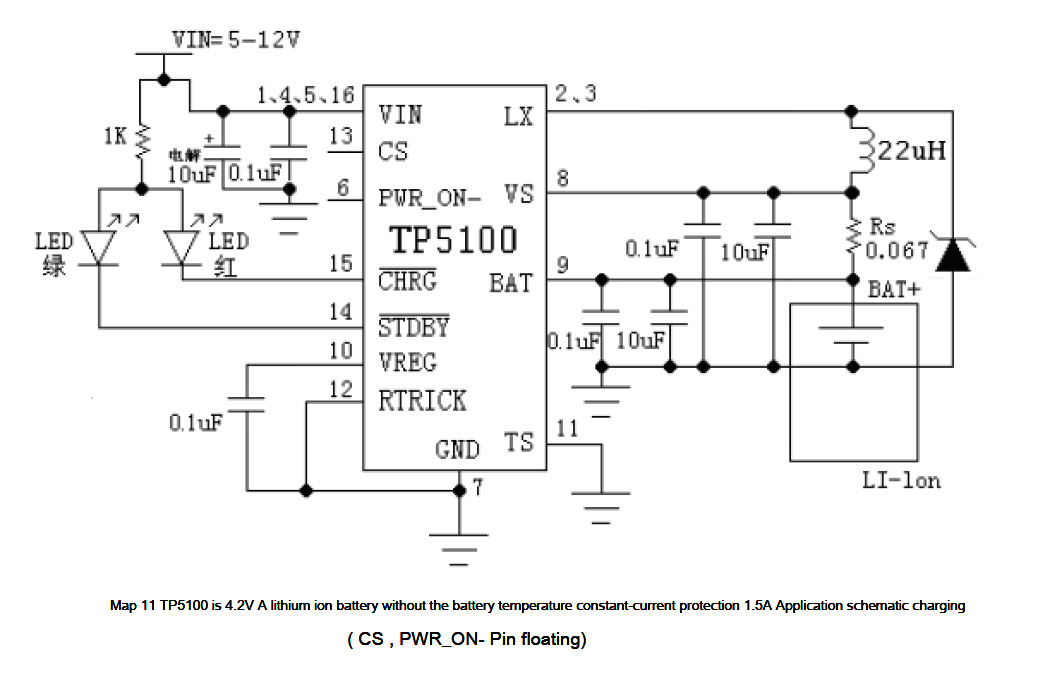 VIN=5-12V
1、4、5、16
2、3
VIN
LX
1K
13
+
电解
CS
22uH
10uF
0.1uF
6
8
PWR_ON-
VS
Rs
LED
LED
TP5100
0.1uF
10uF
0.067
绿
红
15
9
CHRG
BAT
BAT+
14
STDBY
0.1uF
10uF
10
VREG
12
RTRICK
0.1uF
11
GND
TS
7
LI-lon
Map 11 TP5100 is 4.2V A lithium ion battery without the battery temperature constant-current protection 1.5A Application schematic charging
( CS , PWR_ON- Pin floating)